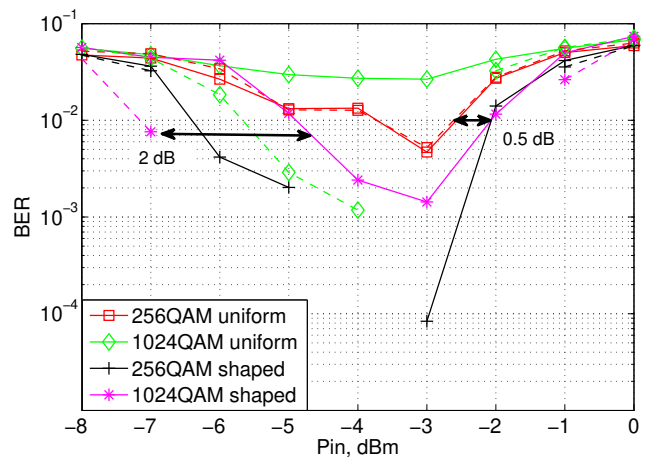 10⁻¹
10⁻²
10⁻³
10⁻⁴
BER
2 dB
0.5 dB
256QAM uniform
1024QAM uniform
256QAM shaped
1024QAM shaped
−8 −7 −6 −5 −4 −3 −2 −1 0
Pin, dBm